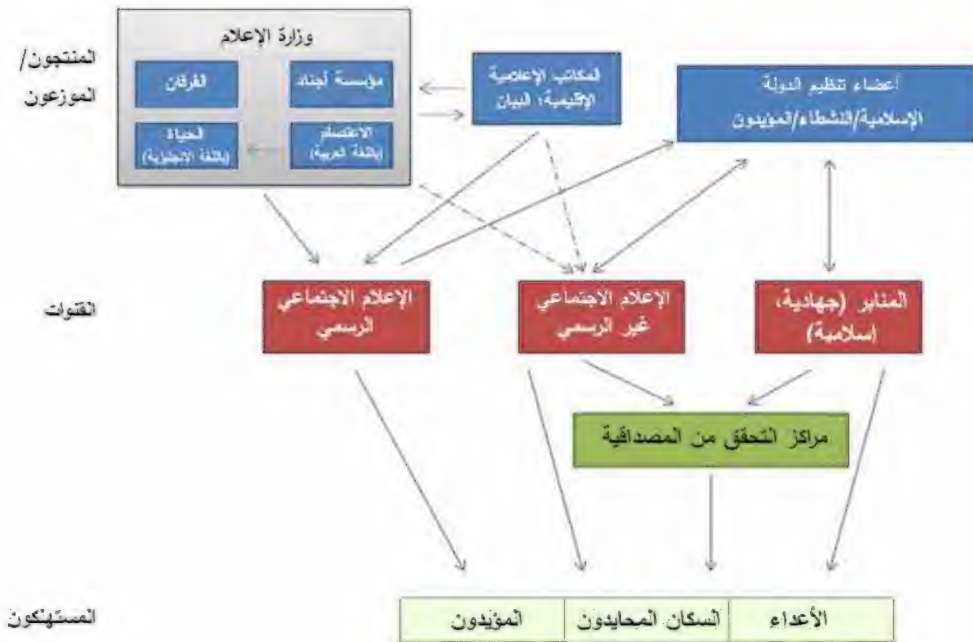 المنتجون/
الموزعون
وزارة الإعلام
مؤسسة أجناد
الفرقان
الاعتصام
(باللغة العربية)
الحياة
(باللغة الانجليزية)
المكاتب الإعلامية
الإقليمية؛ البيان
أعضاء تنظيم الدولة
الإسلامية/النشطاء/المؤيدون
القنوات
الإعلام الاجتماعي
الرسمي
الإعلام الاجتماعي
غير الرسمي
المنابر (جهادية،
إسلامية)
مراكز التحقق من المصداقية
المستهلكون
المؤيدون
السكان المحايدون
الأعداء